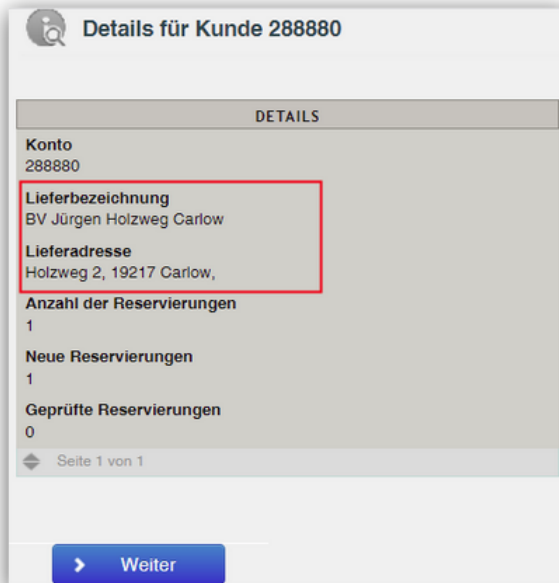 Details für Kunde 288880
DETAILS
Konto
288880
Lieferbezeichnung
BV Jürgen Holzweg Carlow
Lieferadresse
Holzweg 2, 19217 Carlow,
Anzahl der Reservierungen
1
Neue Reservierungen
1
Geprüfte Reservierungen
0
Seite 1 von 1
Weiter